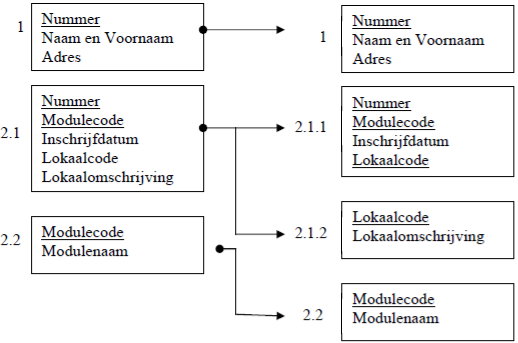 1
Nummer
Naam en Voornaam
Adres
2.1
Nummer
Modulecode
Inschrijfdatum
Lokaalcode
Lokaalomschrijving
2.2
Modulecode
Modulenaam
1
Nummer
Naam en Voornaam
Adres
2.1.1
Nummer
Modulecode
Inschrijfdatum
Lokaalcode
2.1.2
Lokaalcode
Lokaalomschrijving
2.2
Modulecode
Modulenaam